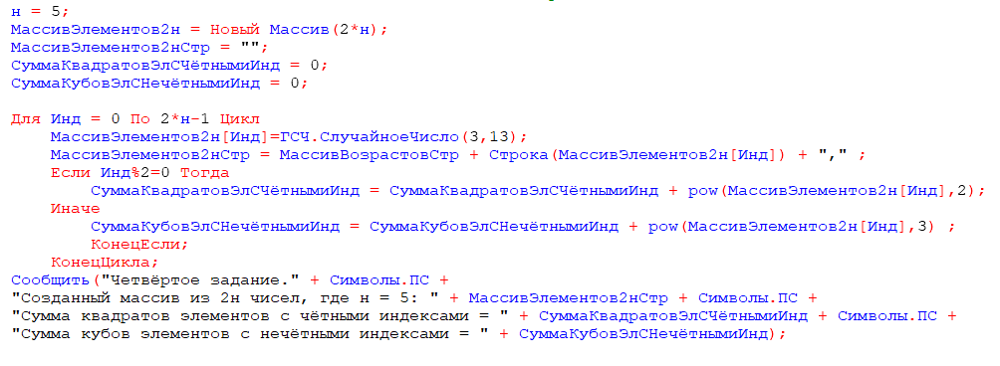 н = 5;
МассивЭлементов2н = Новый Массив(2*н);
МассивЭлементов2нСтр = "";
СуммаКвадратовЭлСЧётнымиИнд = 0;
СуммаКубовЭлСНечётнымиИнд = 0;
Для Инд = 0 По 2*н-1 Цикл
МассивЭлементов2н[Инд]=ГСЧ.СлучайноеЧисло(3,13);
МассивЭлементов2нСтр = МассивВозрастовСтр + Строка(МассивЭлементов2н[Инд]) + "," ;
Если Инд%2=0 Тогда
СуммаКвадратовЭлСЧётнымиИнд = СуммаКвадратовЭлСЧётнымиИнд + pow(МассивЭлементов2н[Инд],2);
Иначе
СуммаКубовЭлСНечётнымиИнд = СуммаКубовЭлСНечётнымиИнд + pow(МассивЭлементов2н[Инд],3) ;
КонецЕсли;
КонецЦикла;
Сообщить("Четвёртое задание." + Символы.ПС +
"Созданный массив из 2н чисел, где н = 5: " + МассивЭлементов2нСтр + Символы.ПС +
"Сумма квадратов элементов с чётными индексами = " + СуммаКвадратовЭлСЧётнымиИнд + Символы.ПС +
"Сумма кубов элементов с нечётными индексами = " + СуммаКубовЭлСНечётнымиИнд);